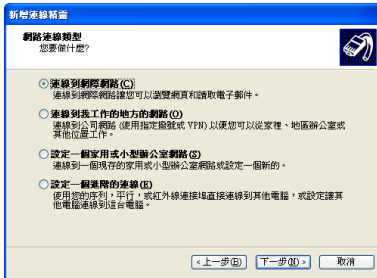 新增連線精靈
網路連線類型
您要做什麼?
連線到網際網路(C)
連線到網際網路讓您可以瀏覽網頁和讀取電子郵件。
連線到我工作的地方的網路(O)
連線到公司網路 (使用撥號或 VPN) 以便您可以從家裡、地區辦公室或
其他位置工作。
設定一個家用或小型辦公室網路(S)
連線到一個現存的家用或小型辦公室網路或設定一個新的。
設定一個進階的連線(E)
使用您的序列，平行，或紅外線連接埠直接連線到其他電腦，或設定讓其
他電腦連線到這台電腦。
<上一步(B)
下一步(N)>
取消